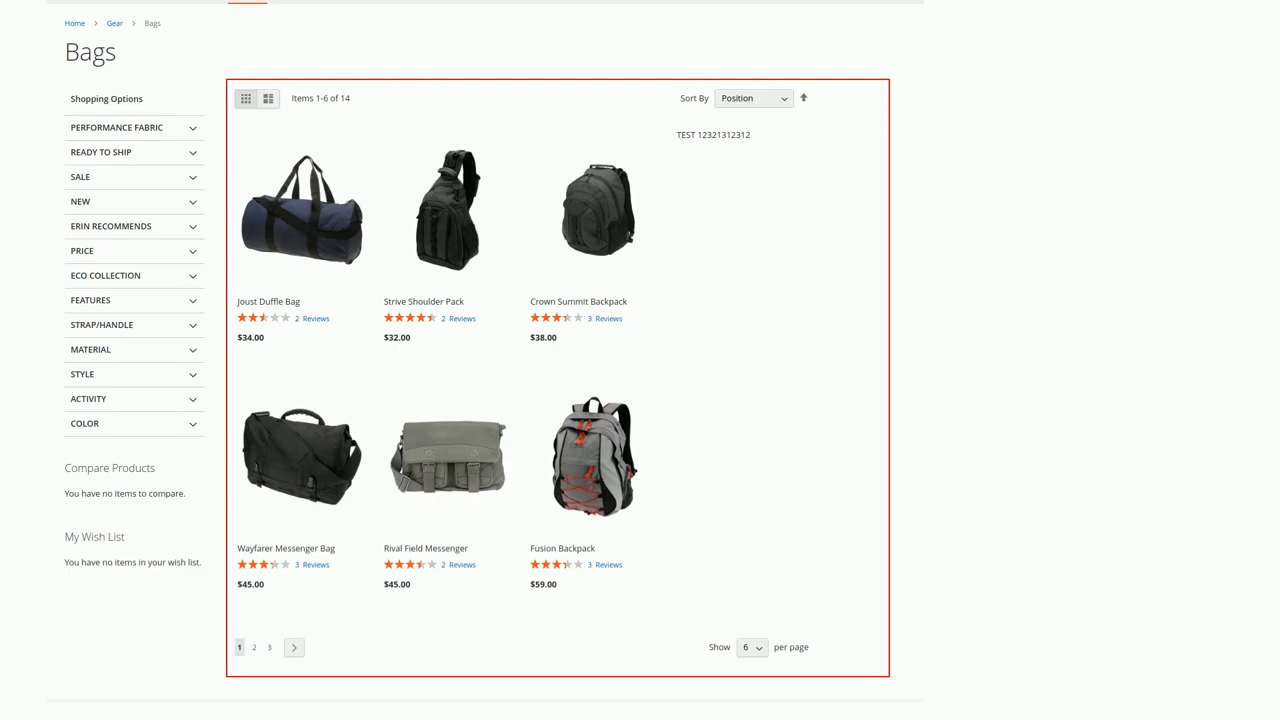 Home > Gear > Bags
Bags
Shopping Options
PERFORMANCE FABRIC
READY TO SHIP
SALE
NEW
ERIN RECOMMENDS
PRICE
ECO COLLECTION
FEATURES
STRAP/HANDLE
MATERIAL
STYLE
ACTIVITY
COLOR
Compare Products
You have no items to compare.
My Wish List
You have no items in your wish list.
Items 1-6 of 14
Sort By Position
TEST 12321312312
Joust Duffle Bag
2 Reviews
$34.00
Strive Shoulder Pack
2 Reviews
$32.00
Crown Summit Backpack
3 Reviews
$38.00
Wayfarer Messenger Bag
3 Reviews
$45.00
Rival Field Messenger
2 Reviews
$45.00
Fusion Backpack
3 Reviews
$59.00
1 2 3
Show 6 per page